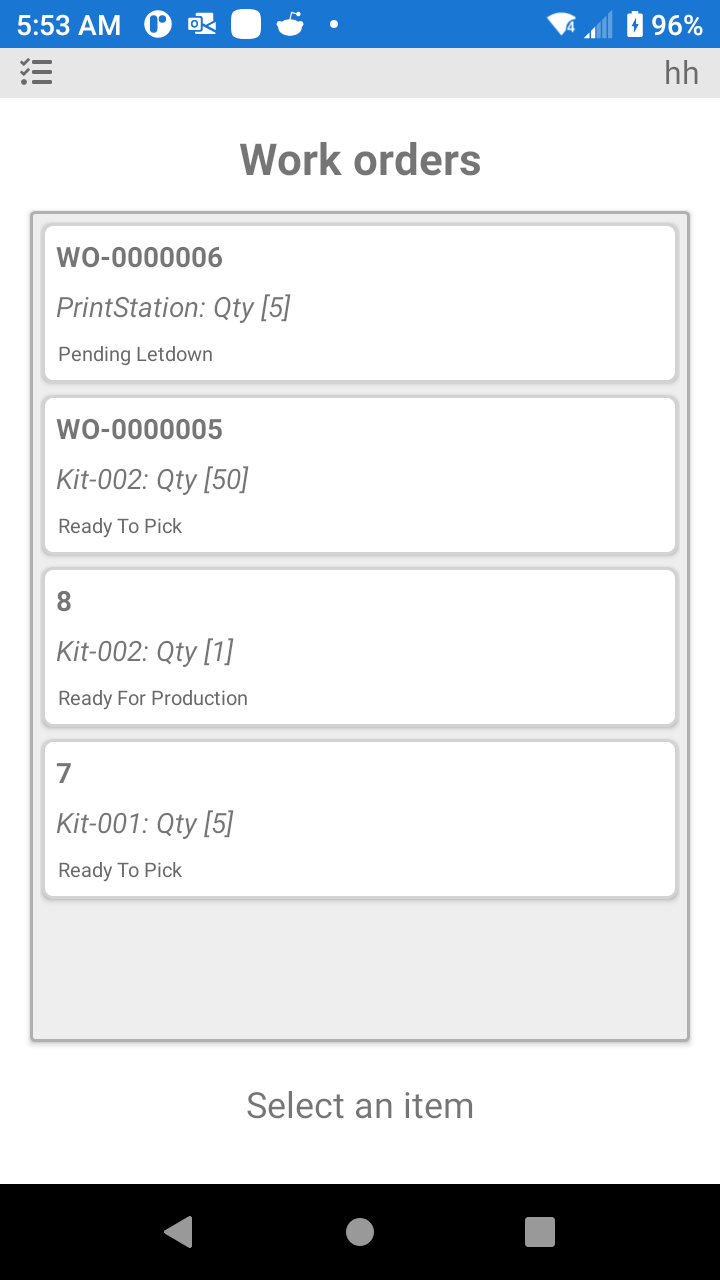 5:53 AM 4 96%
hh
Work orders
WO-0000006
PrintStation: Qty [5]
Pending Letdown
WO-0000005
Kit-002: Qty [50]
Ready To Pick
8
Kit-002: Qty [1]
Ready For Production
7
Kit-001: Qty [5]
Ready To Pick
Select an item